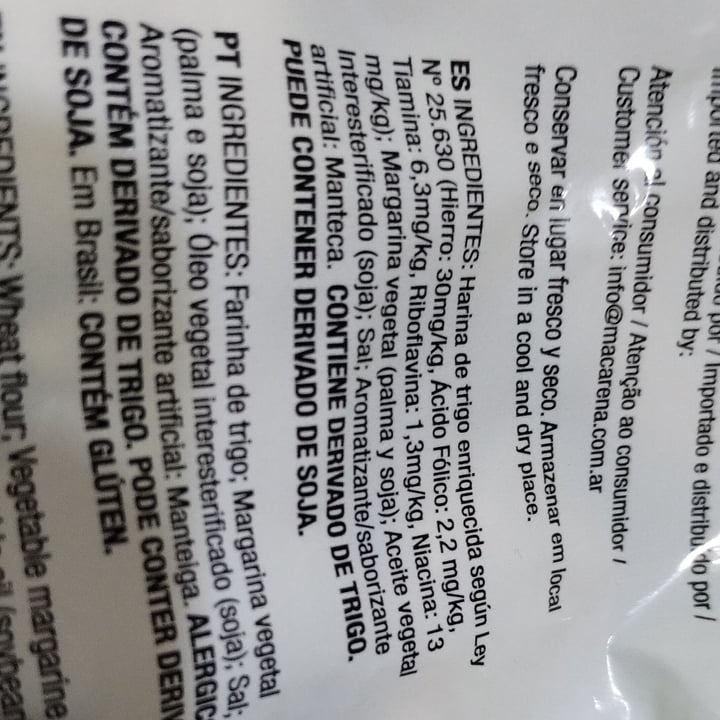 por / Importado e distribuido por /
and distributed by:
Atención al consumidor / Atenção ao consumidor /
Customer service: info@macarena.com.ar
Conservar en lugar fresco y seco. Armazenar em local
fresco e seco. Store in a cool and dry place.
ES INGREDIENTES: Harina de trigo enriquecida según Ley
N° 25.630 (Hierro: 30mg/kg, Ácido Fólico: 2,2 mg/kg,
Tiamina: 6,3mg/kg, Riboflavina: 1,3mg/kg, Niacina: 13
mg/kg); Margarina vegetal (palma y soja); Aceite vegetal
Interesterificado (soja); Sal; Aromatizante/saborizante
artificial: Manteca. CONTIENE DERIVADO DE TRIGO.
PUEDE CONTENER DERIVADO DE SOJA.
PT INGREDIENTES: Farinha de trigo; Margarina vegetal
(palma e soja); Óleo vegetal interesterificado (soja); Sal;
Aromatizante/saborizante artificial: Manteiga. ALERGIC
CONTÉM DERIVADO DE TRIGO. PODE CONTER DERIV
DE SOJA. Em Brasil: CONTÉM GLÚTEN.
INGREDIENTS: Wheat flour; Vegetable margarine